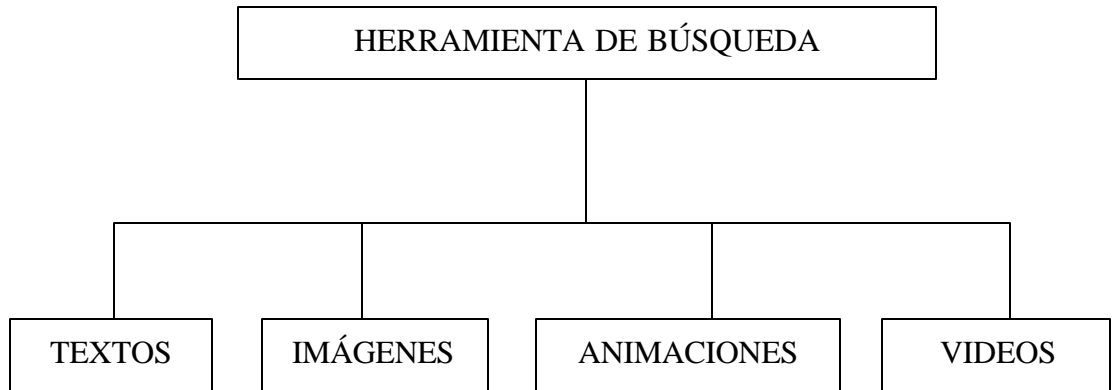 HERRAMIENTA DE BÚSQUEDA
TEXTOS
IMÁGENES
ANIMACIONES
VIDEOS